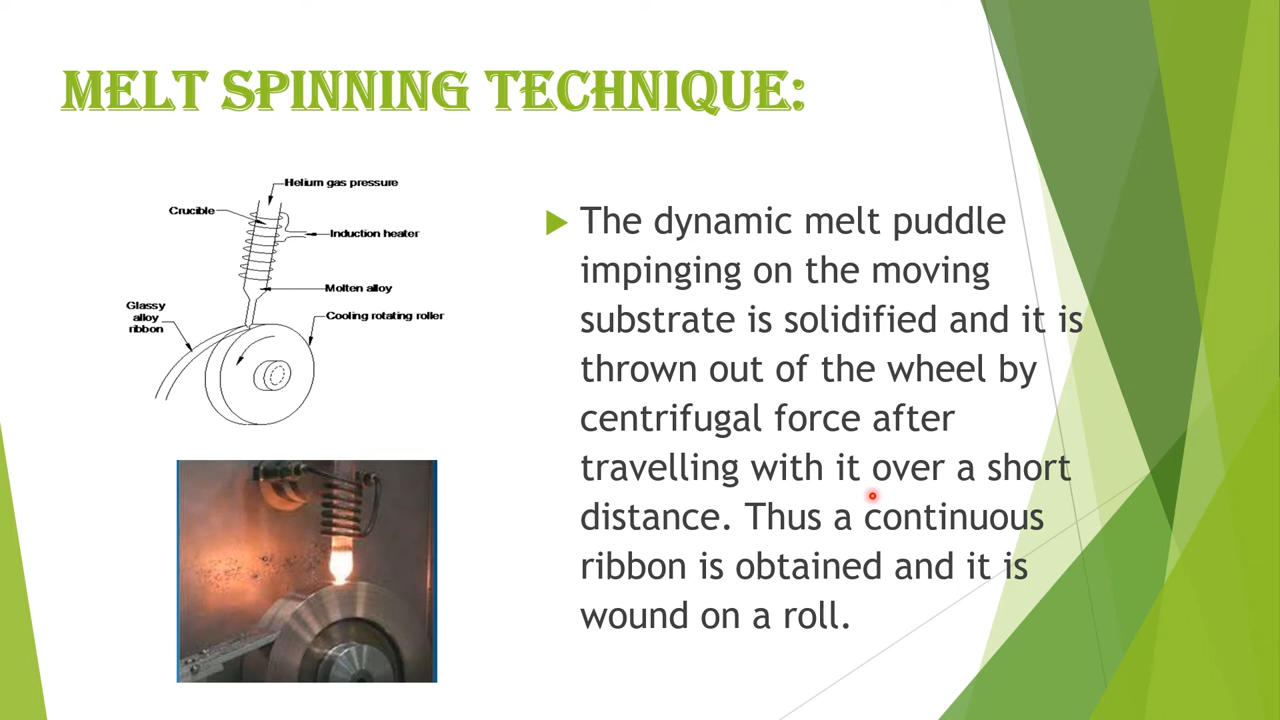 MELT SPINNING TECHNIQUE:
Helium gas pressure
Crucible
Induction heater
Molten alloy
Glassy
alloy
ribbon
Cooling rotating roller
The dynamic melt puddle
impinging on the moving
substrate is solidified and it is
thrown out of the wheel by
centrifugal force after
travelling with it over a short
distance. Thus a continuous
ribbon is obtained and it is
wound on a roll.